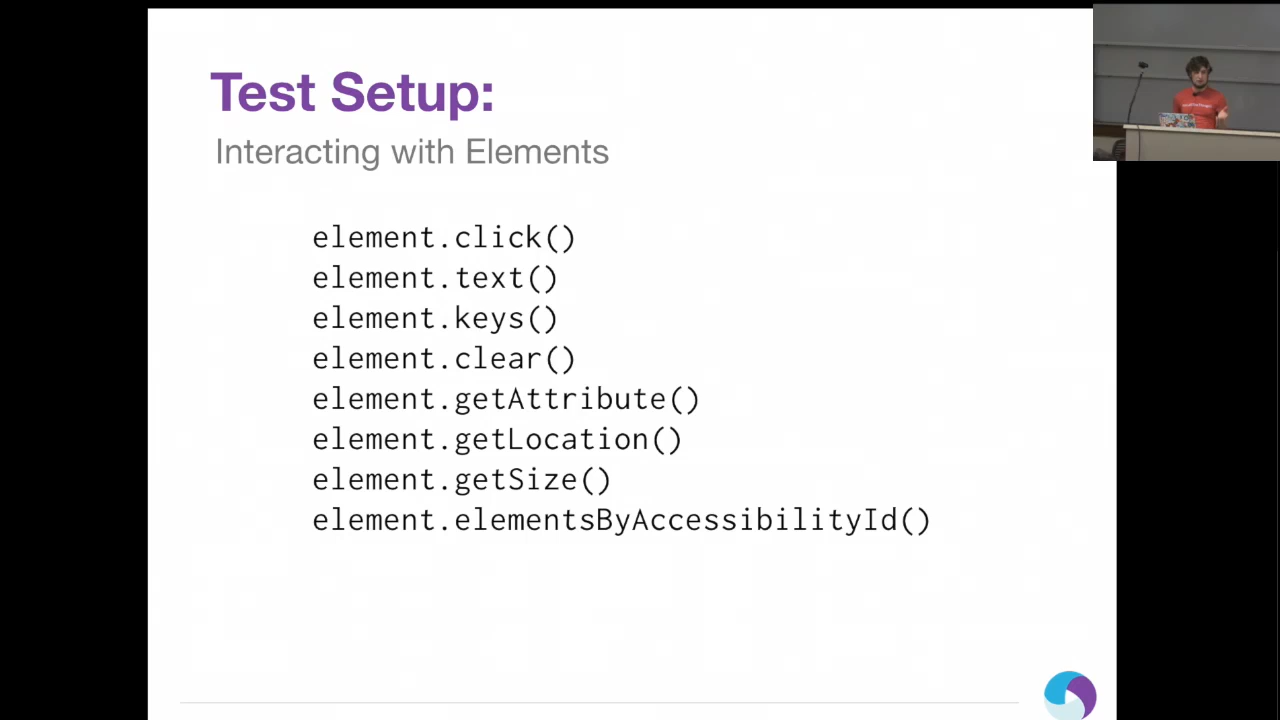 Test Setup:
Interacting with Elements
element.click()
element.text()
element.keys()
element.clear()
element.getAttribute()
element.getLocation()
element.getSize()
element.elementsByAccessibilityId()